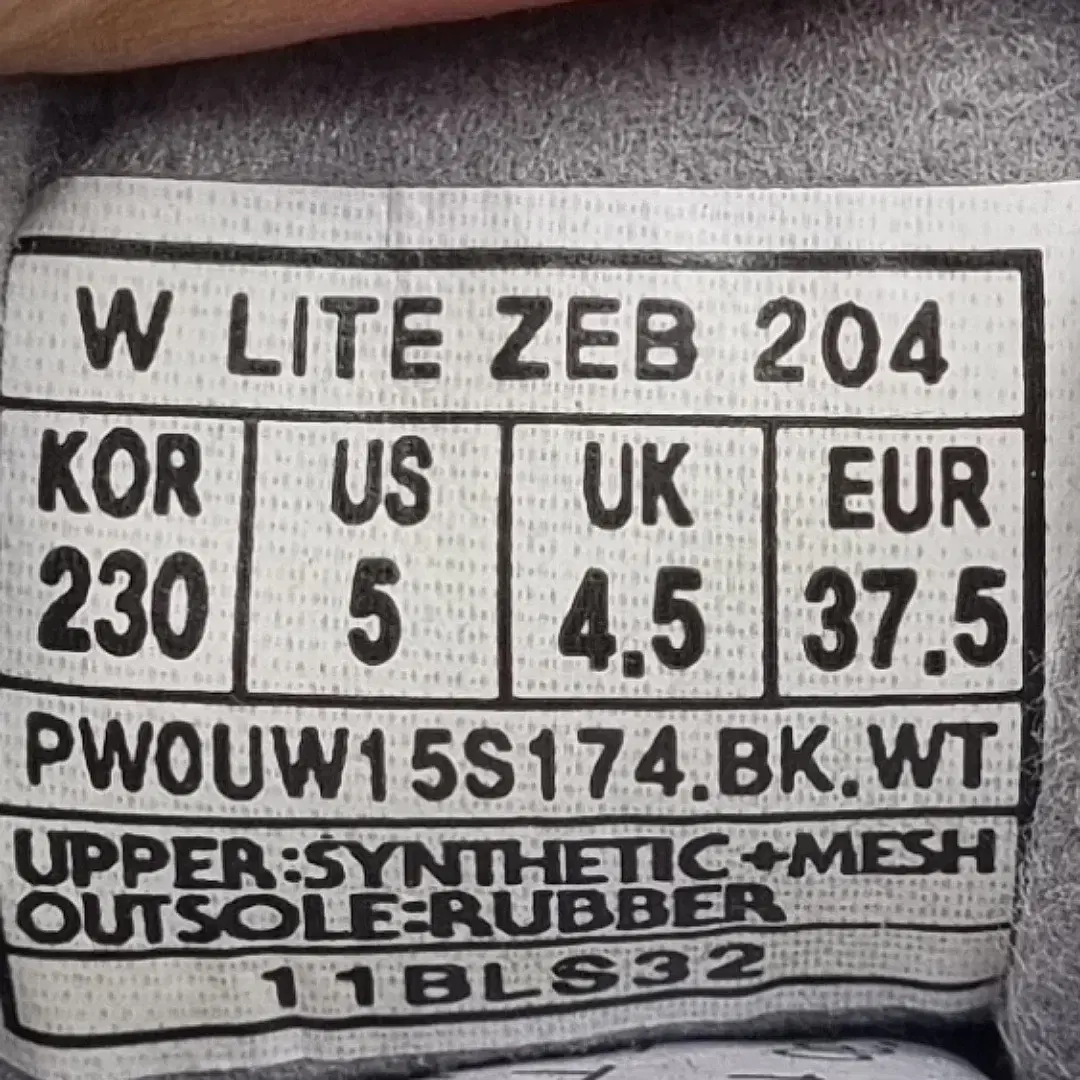 W LITE ZEB 204
KOR US UK EUR
230 5 4.5 37.5
PWOUW15S174.BK.WT
UPPER:SYNTHETIC+MESH
OUTSOLE:RUBBER
11BLS32